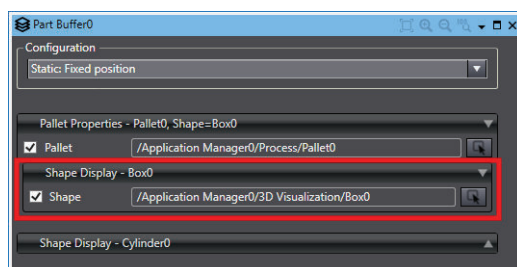 Part Buffer0
Configuration
Static: Fixed position
Pallet Properties - Pallet0, Shape=Box0
Pallet /Application Manager0/Process/Pallet0
Shape Display - Box0
Shape /Application Manager0/3D Visualization/Box0
Shape Display - Cylinder0